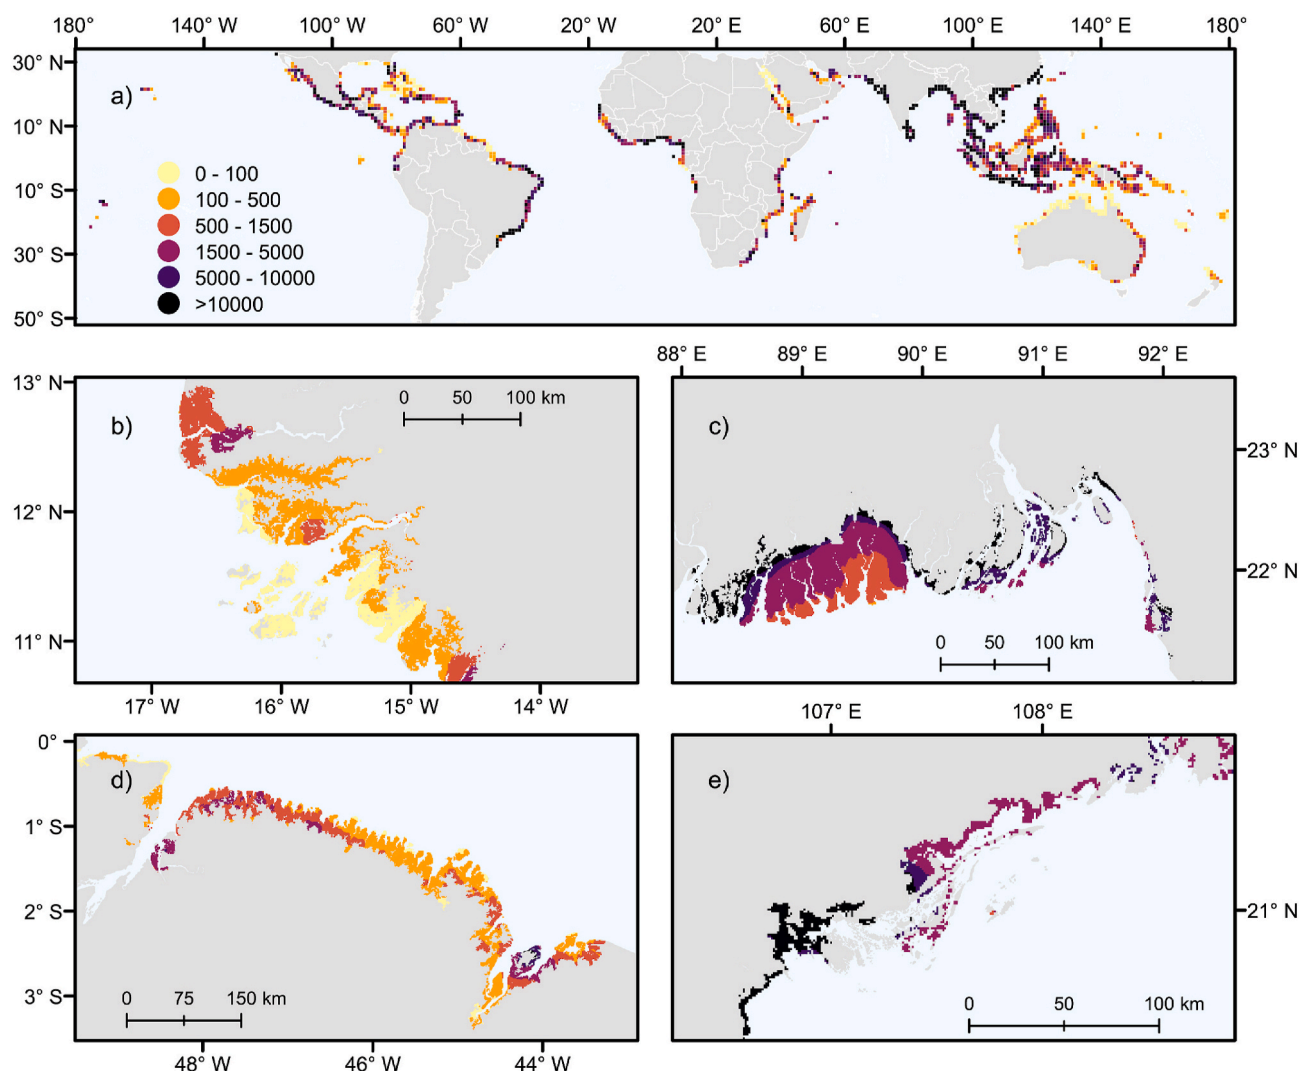 180° 140° W 100° W 60° W 20° W 20° E 60° E 100° E 140° E 180°
30° N
a)
10° N
0 - 100
10° S
100 - 500
500 - 1500
30° S
1500 - 5000
5000 - 10000
50° S
>10000
88° E 89° E 90° E 91° E 92° E
13° N
0 50 100 km
b)
c)
23° N
12° N
22° N
11° N
0 50 100 km
17° W 16° W 15° W 14° W
107° E 108° E
0°
d)
e)
1° S
2° S
21° N
3° S
0 75 150 km
0 50 100 km
48° W 46° W 44° W